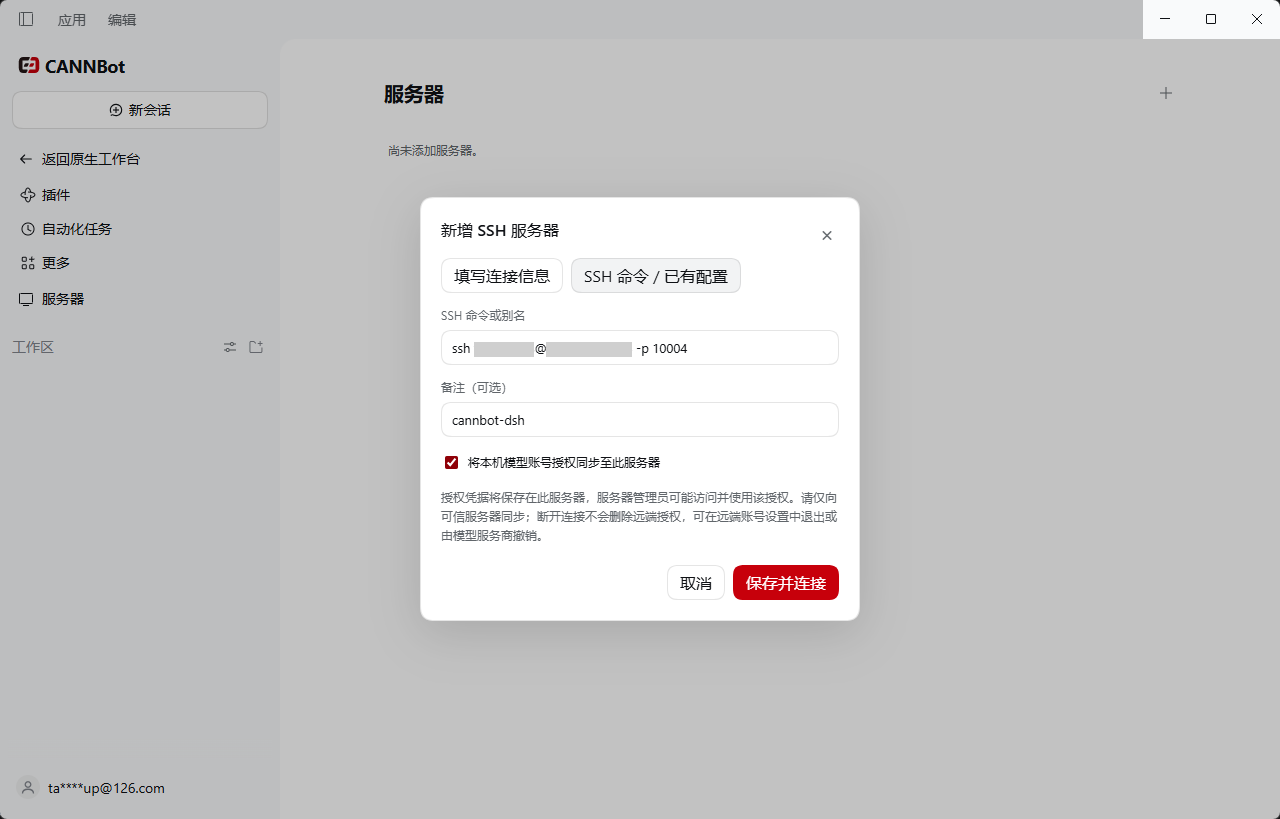 应用 编辑
CANNBot
新会话
返回原生工作台
插件
自动化任务
更多
服务器
工作区
ta****up@126.com
服务器
尚未添加服务器。
新增 SSH 服务器
填写连接信息 SSH 命令 / 已有配置
SSH 命令或别名
ssh @ -p 10004
备注（可选）
cannbot-dsh
将本机模型账号授权同步至此服务器
授权凭据将保存在此服务器，服务器管理员可能访问并使用该授权。请仅向
可信服务器同步；断开连接不会删除远端授权，可在远端账号设置中退出或
由模型服务商撤销。
取消 保存并连接